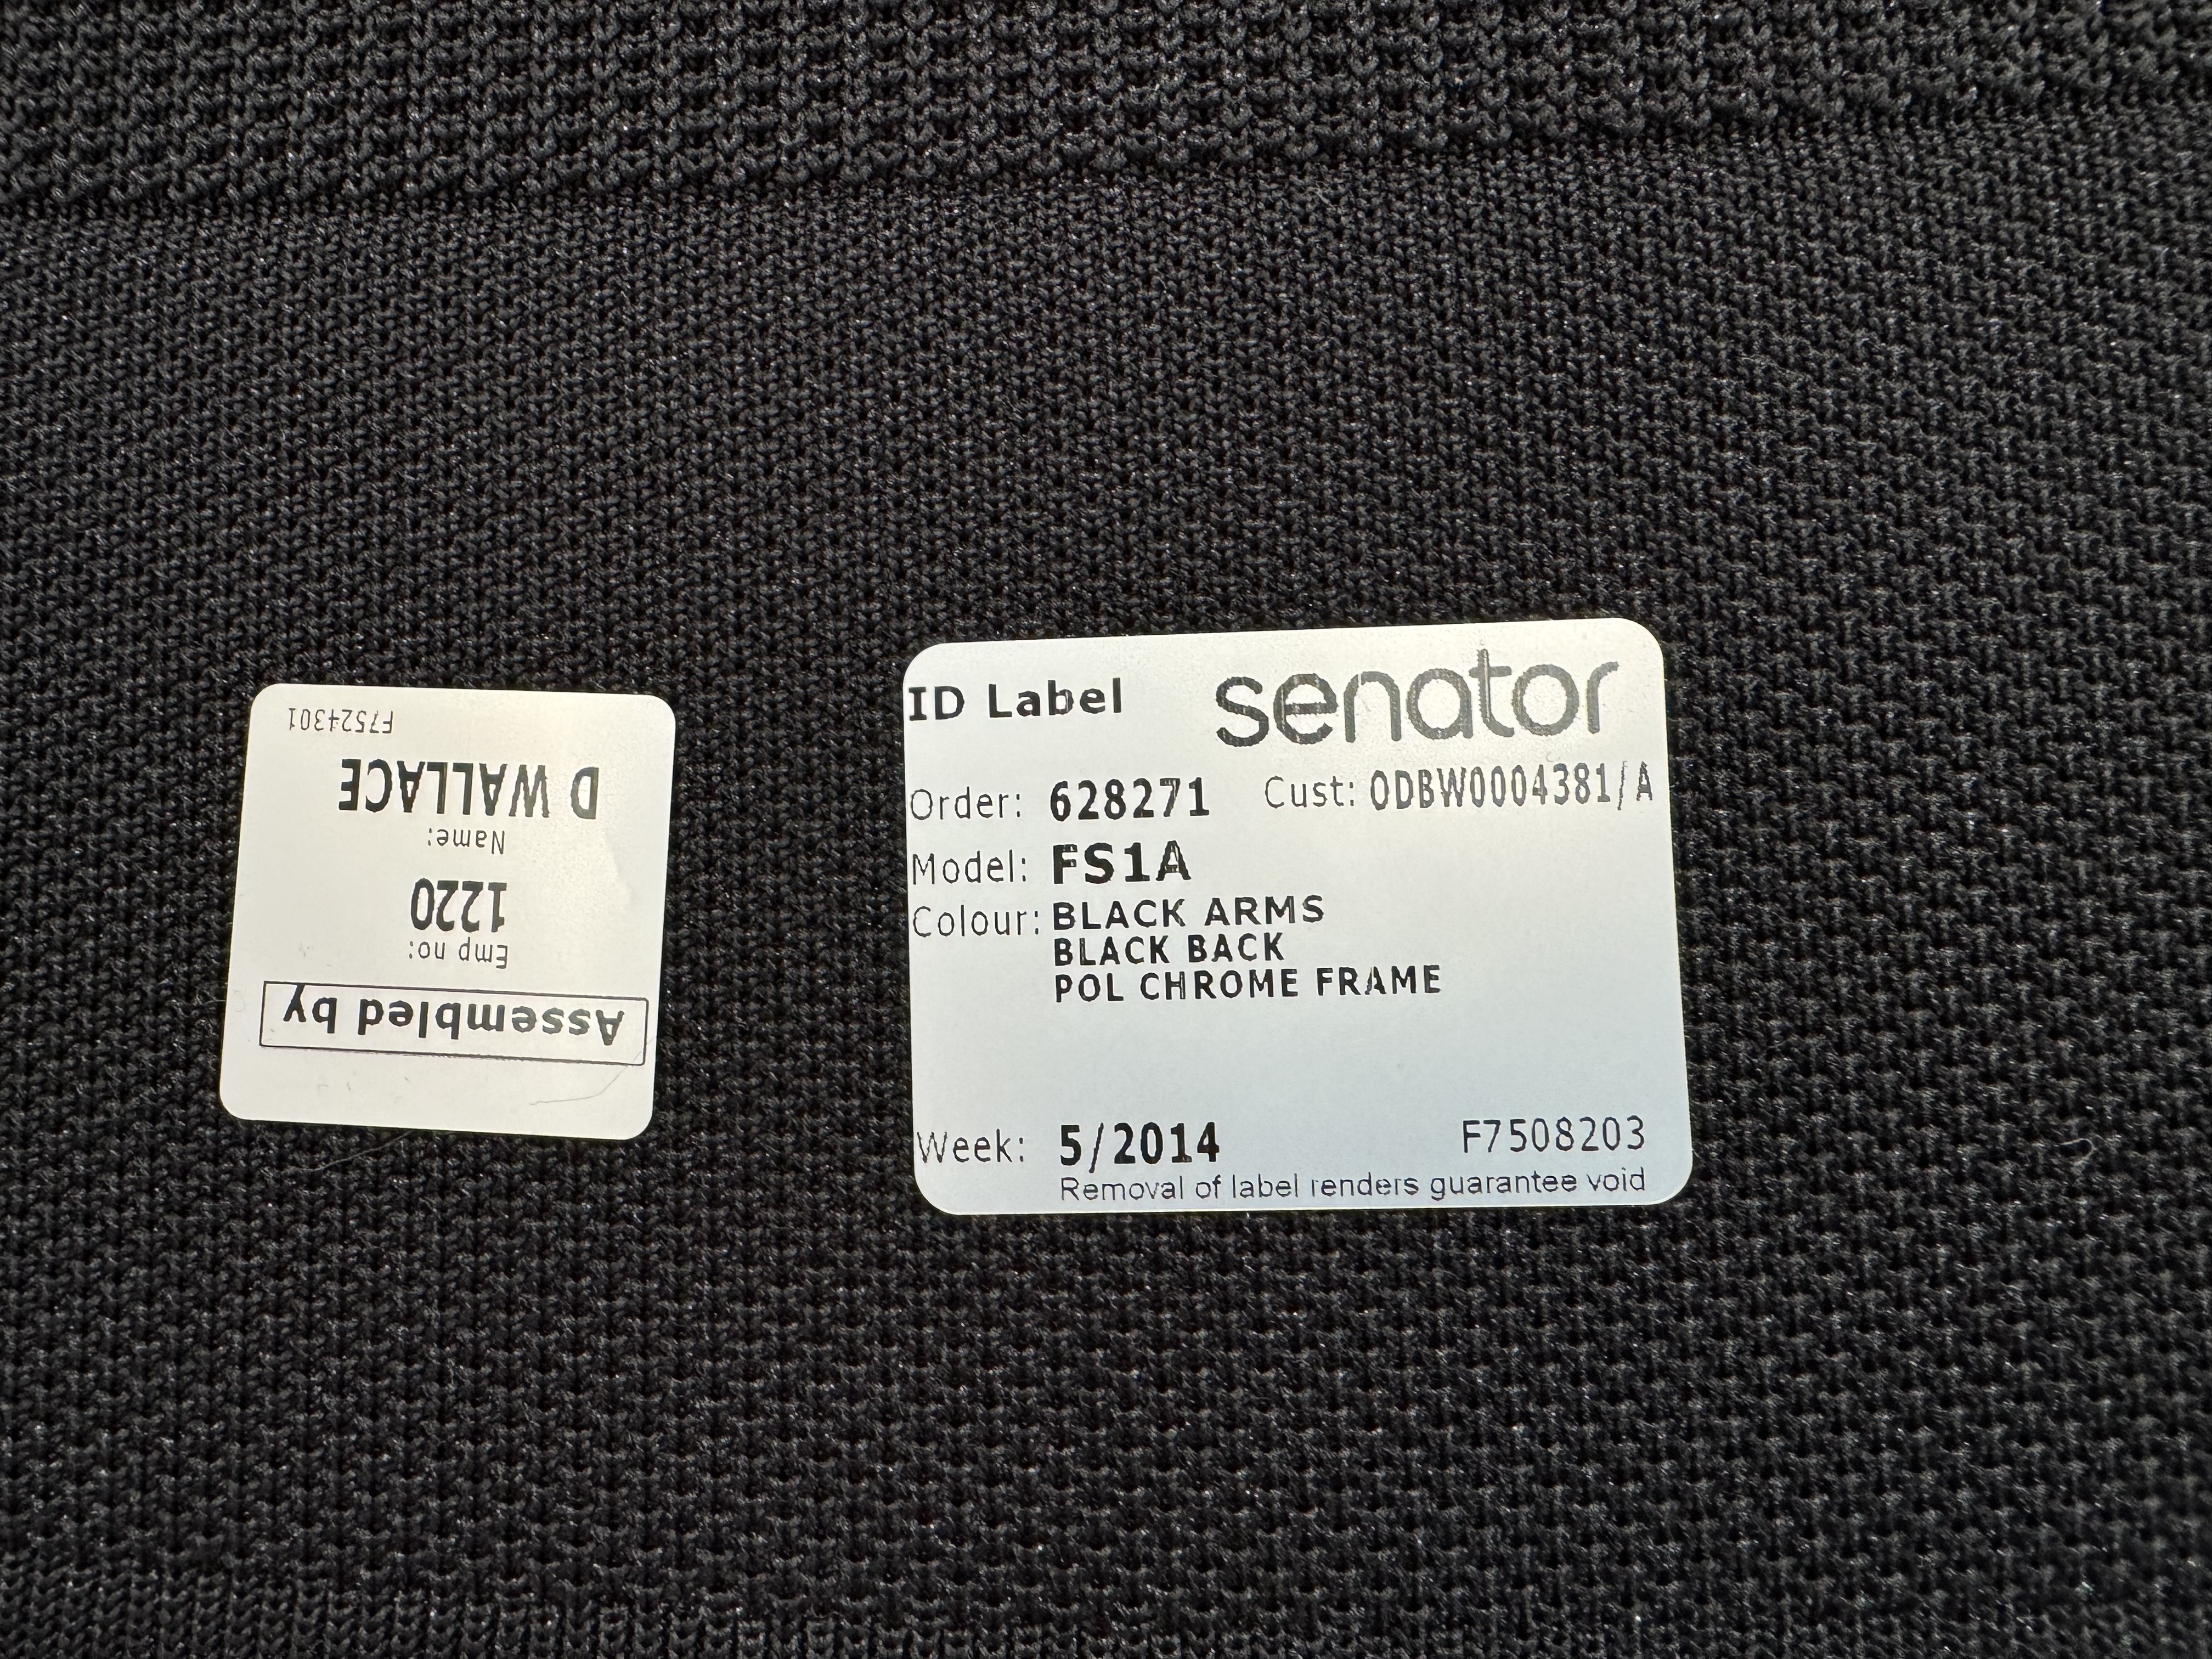 F7524301
D WALLACE
Name:
1220
Emp no:
Assembled by
ID Label senator
Order: 628271 Cust: ODBW0004381/A
Model: FS1A
Colour: BLACK ARMS
BLACK BACK
POL CHROME FRAME
Week: 5/2014 F7508203
Removal of label renders guarantee void